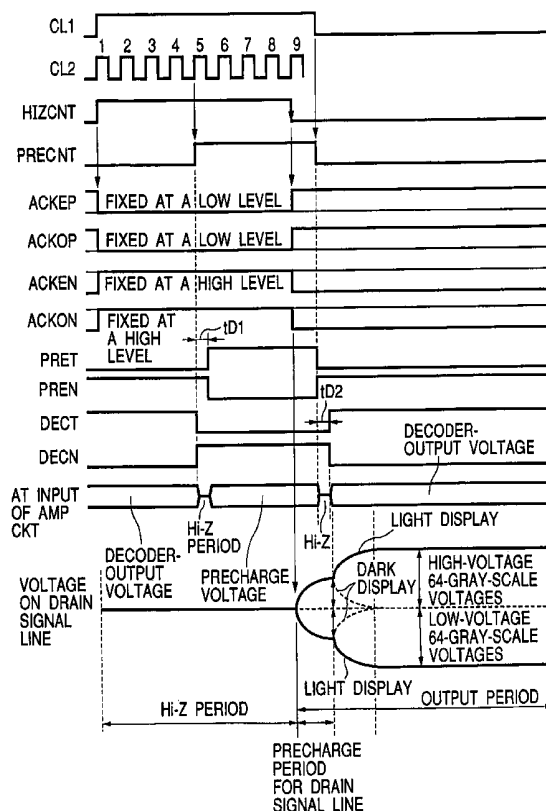 CL1
1 2 3 4 5 6 7 8 9
CL2
HIZCNT
PRECNT
ACKEP
FIXED AT A LOW LEVEL
ACKOP
FIXED AT A LOW LEVEL
ACKEN
FIXED AT A HIGH LEVEL
ACKON
FIXED AT
A HIGH
LEVEL
tD1
PRET
PREN
tD2
DECT
DECODER-
OUTPUT VOLTAGE
DECN
AT INPUT
OF AMP
CKT
Hi-Z
PERIOD
Hi-Z
LIGHT DISPLAY
DECODER-
OUTPUT
VOLTAGE
PRECHARGE
VOLTAGE
DARK
DISPLAY
HIGH-VOLTAGE
64-GRAY-SCALE
VOLTAGES
VOLTAGE
ON DRAIN
SIGNAL
LINE
LOW-VOLTAGE
64-GRAY-SCALE
VOLTAGES
LIGHT DISPLAY
Hi-Z PERIOD
OUTPUT PERIOD
PRECHARGE
PERIOD
FOR DRAIN
SIGNAL LINE